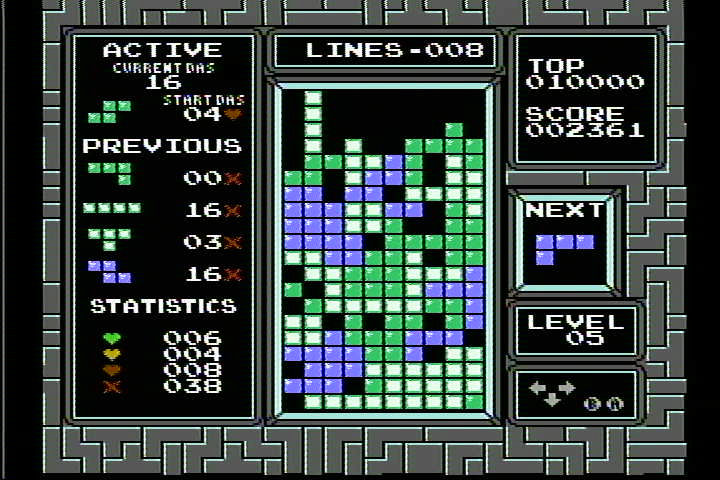 ACTIVE
CURRENT DAS
16
START DAS
04
PREVIOUS
00
16
03
16
STATISTICS
006
004
008
038
LINES-008
TOP
010000
SCORE
002361
NEXT
LEVEL
05
B A